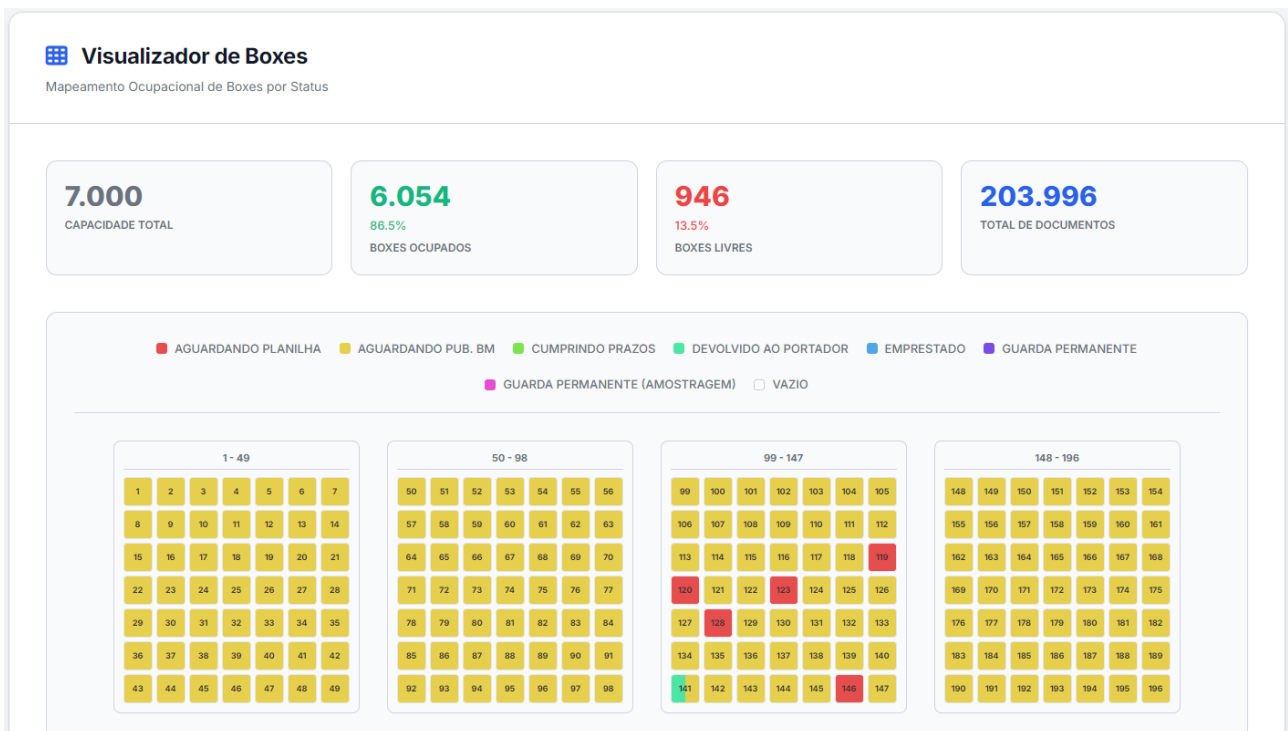 Visualizador de Boxes
Mapeamento Ocupacional de Boxes por Status
7.000
CAPACIDADE TOTAL
6.054
86.5%
BOXES OCUPADOS
946
13.5%
BOXES LIVRES
203.996
TOTAL DE DOCUMENTOS
AGUARDANDO PLANILHA AGUARDANDO PUB. BM CUMPRINDO PRAZOS DEVOLVIDO AO PORTADOR EMPRESTADO GUARDA PERMANENTE
GUARDA PERMANENTE (AMOSTRAGEM) VAZIO
1 - 49
1 2 3 4 5 6 7
8 9 10 11 12 13 14
15 16 17 18 19 20 21
22 23 24 25 26 27 28
29 30 31 32 33 34 35
36 37 38 39 40 41 42
43 44 45 46 47 48 49
50 - 98
50 51 52 53 54 55 56
57 58 59 60 61 62 63
64 65 66 67 68 69 70
71 72 73 74 75 76 77
78 79 80 81 82 83 84
85 86 87 88 89 90 91
92 93 94 95 96 97 98
99 - 147
99 100 101 102 103 104 105
106 107 108 109 110 111 112
113 114 115 116 117 118 119
120 121 122 123 124 125 126
127 128 129 130 131 132 133
134 135 136 137 138 139 140
141 142 143 144 145 146 147
148 - 196
148 149 150 151 152 153 154
155 156 157 158 159 160 161
162 163 164 165 166 167 168
169 170 171 172 173 174 175
176 177 178 179 180 181 182
183 184 185 186 187 188 189
190 191 192 193 194 195 196